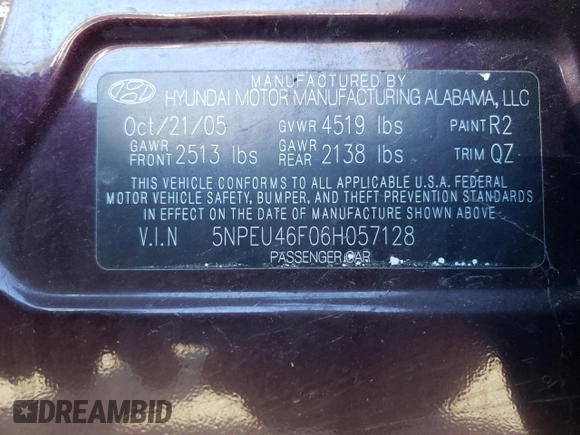 MANUFACTURED BY
HYUNDAI MOTOR MANUFACTURING ALABAMA, LLC
Oct/21/05 GVWR 4519 lbs PAINT R2
GAWR FRONT 2513 lbs GAWR REAR 2138 lbs TRIM QZ
THIS VEHICLE CONFORMS TO ALL APPLICABLE U.S.A. FEDERAL
MOTOR VEHICLE SAFETY, BUMPER, AND THEFT PREVENTION STANDARDS
IN EFFECT ON THE DATE OF MANUFACTURE SHOWN ABOVE
V.I.N 5NPEU46F06H057128
PASSENGER CAR
DREAMBID